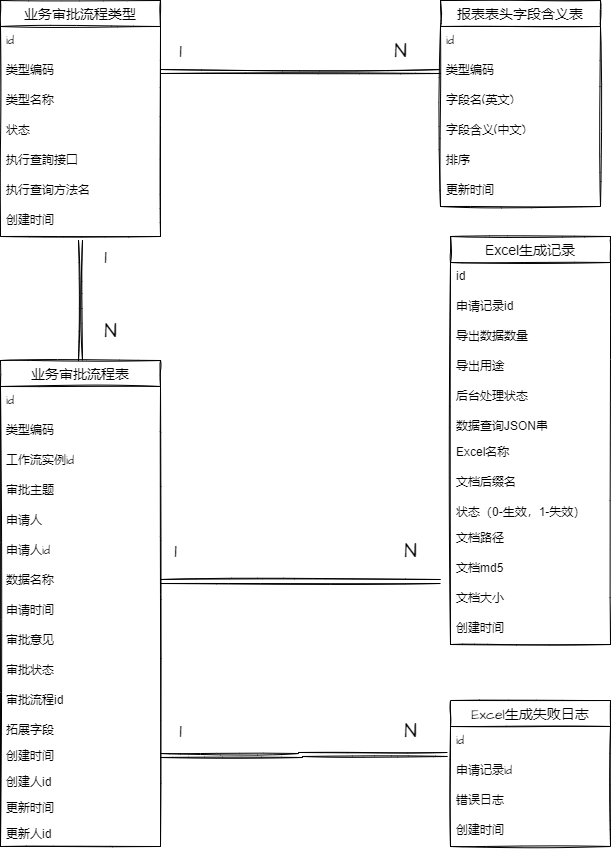 业务审批流程类型
id
类型编码
类型名称
状态
执行查詢接口
执行查询方法名
创建时间
1
N
报表表头字段含义表
id
类型编码
字段名(英文)
字段含义(中文)
排序
更新时间
1
N
业务审批流程表
id
类型编码
工作流实例id
审批主题
申请人
申请人id
数据名称
申请时间
审批意见
审批状态
审批流程id
拓展字段
创建时间
创建人id
更新时间
更新人id
1
N
Excel生成记录
id
申请记录id
导出数据数量
导出用途
后台处理状态
数据查询JSON串
Excel名称
文档后缀名
状态（0-生效，1-失效）
文档路径
文档md5
文档大小
创建时间
1
N
Excel生成失败日志
id
申请记录id
错误日志
创建时间